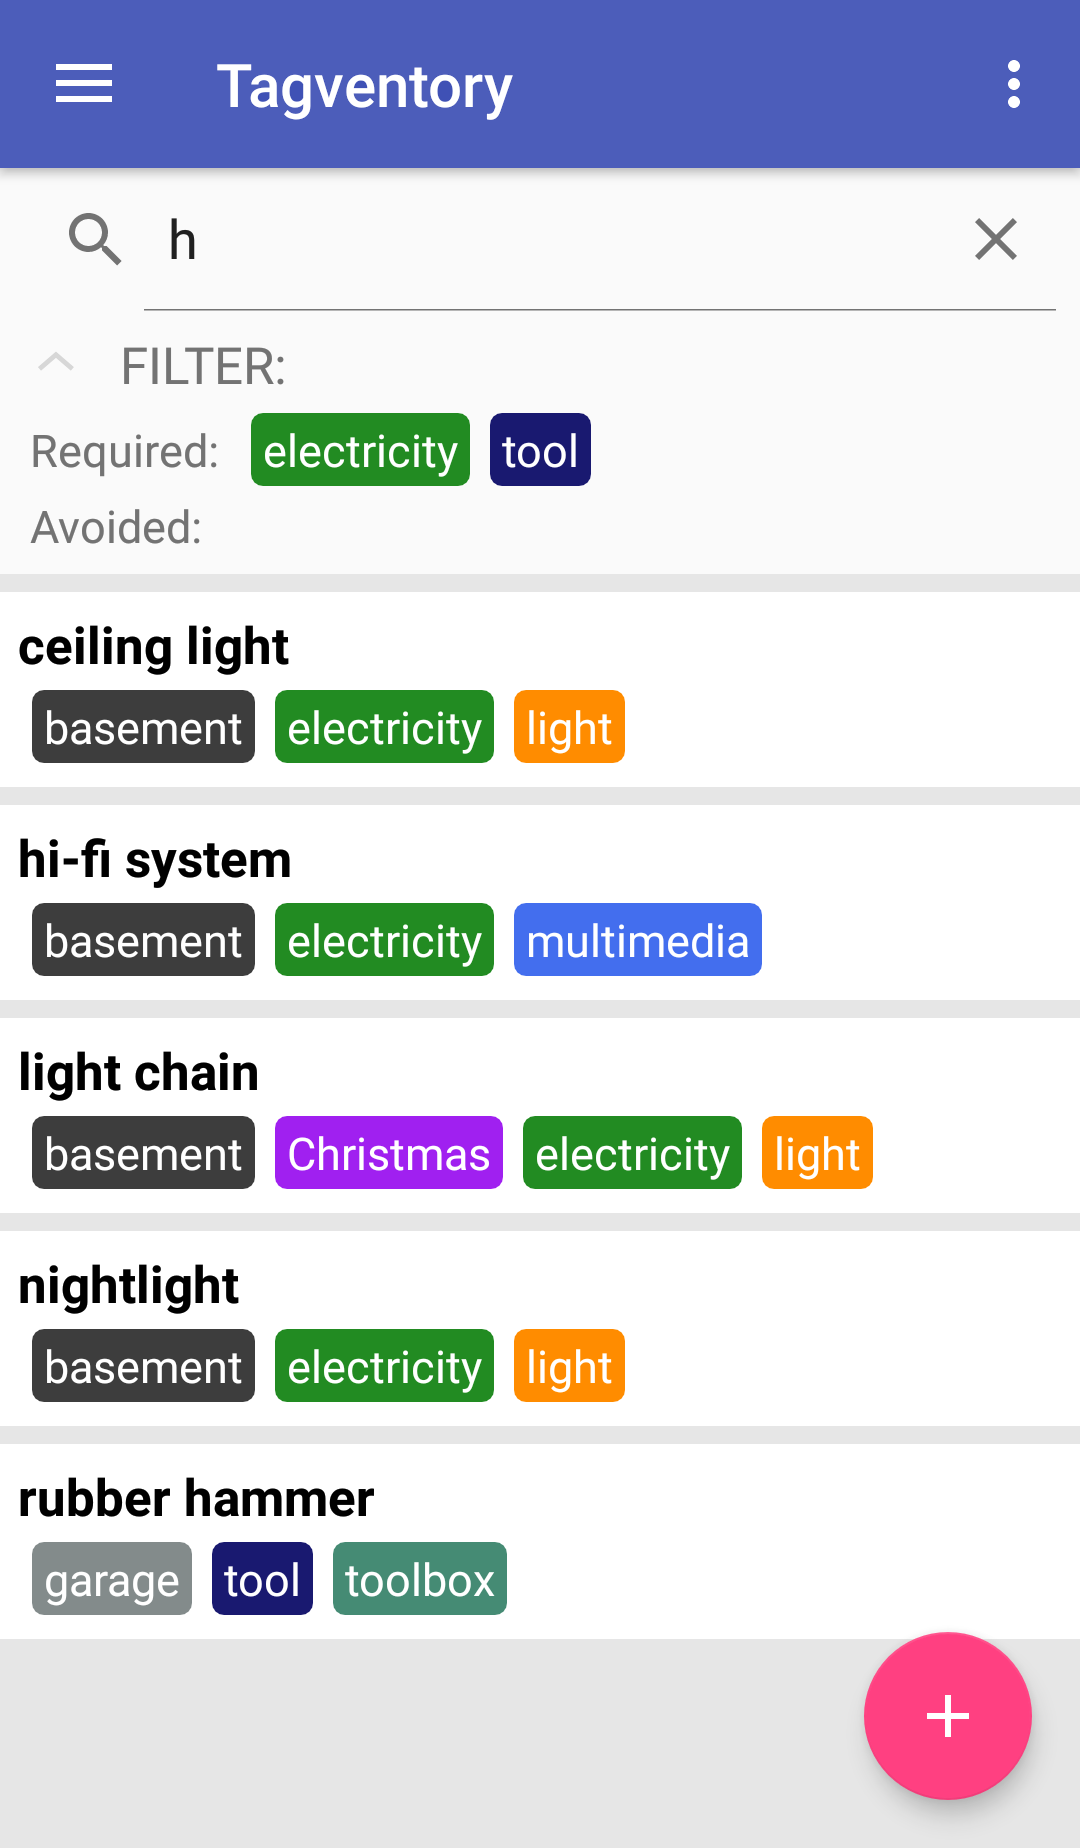 Tagventory
h
FILTER:
Required: electricity tool
Avoided:
ceiling light
basement electricity light
hi-fi system
basement electricity multimedia
light chain
basement Christmas electricity light
nightlight
basement electricity light
rubber hammer
garage tool toolbox